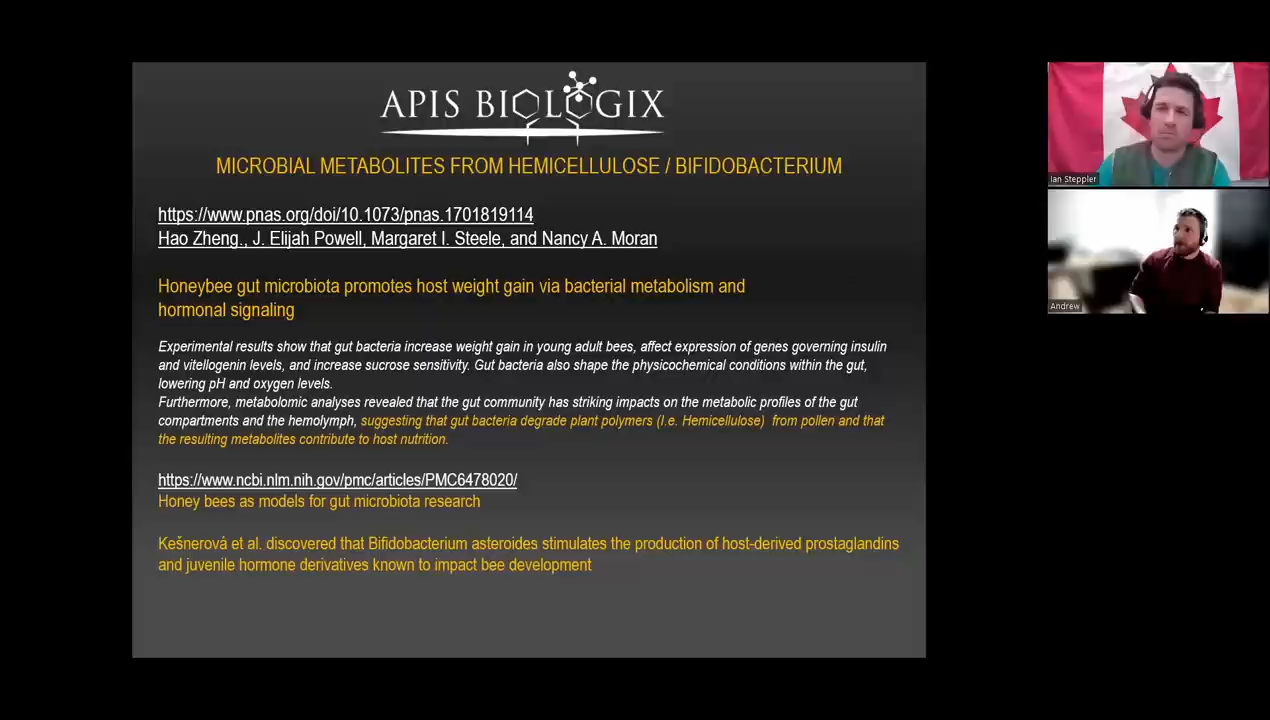 APIS BIOLOGIX
MICROBIAL METABOLITES FROM HEMICELLULOSE / BIFIDOBACTERIUM
https://www.pnas.org/doi/10.1073/pnas.1701819114
Hao Zheng., J. Elijah Powell, Margaret I. Steele, and Nancy A. Moran
Honeybee gut microbiota promotes host weight gain via bacterial metabolism and
hormonal signaling
Experimental results show that gut bacteria increase weight gain in young adult bees, affect expression of genes governing insulin
and vitellogenin levels, and increase sucrose sensitivity. Gut bacteria also shape the physicochemical conditions within the gut,
lowering pH and oxygen levels.
Furthermore, metabolomic analyses revealed that the gut community has striking impacts on the metabolic profiles of the gut
compartments and the hemolymph, suggesting that gut bacteria degrade plant polymers (I.e. Hemicellulose) from pollen and that
the resulting metabolites contribute to host nutrition.
https://www.ncbi.nlm.nih.gov/pmc/articles/PMC6478020/
Honey bees as models for gut microbiota research
Kešnerová et al. discovered that Bifidobacterium asteroides stimulates the production of host-derived prostaglandins
and juvenile hormone derivatives known to impact bee development
Ian Steppler
Andrew